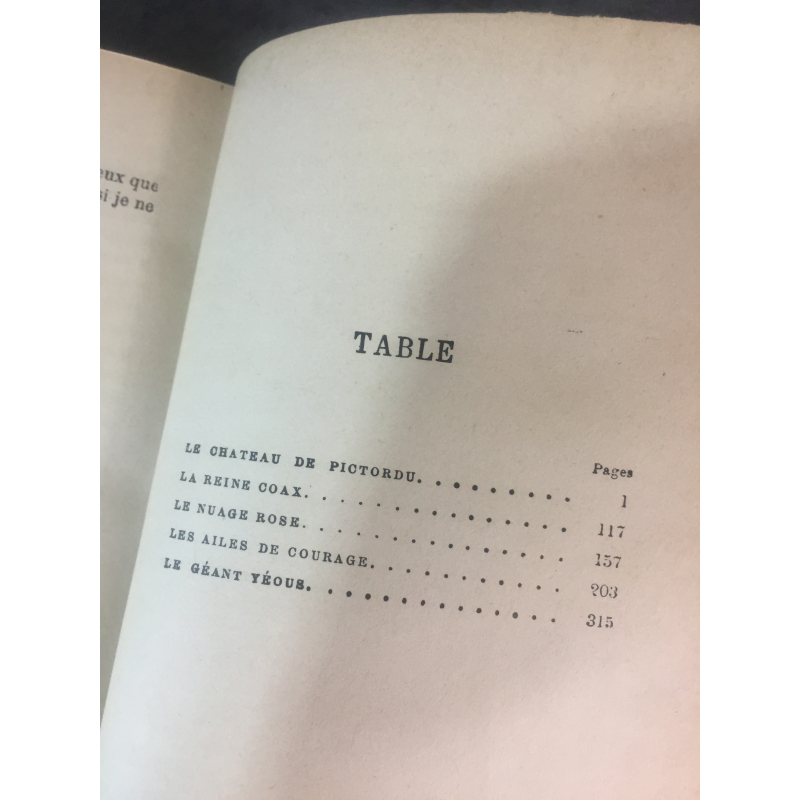 eux que
si je ne
TABLE
Pages
LE CHATEAU DE PICTORDU. . . . . . . . . 1
LA REINE COAX. . . . . . . . . . . . . . . 117
LE NUAGE ROSE. . . . . . . . . . . . . . . 157
LES AILES DE COURAGE. . . . . . . . . . . 203
LE GÉANT YÉOUS. . . . . . . . . . . . . . 315